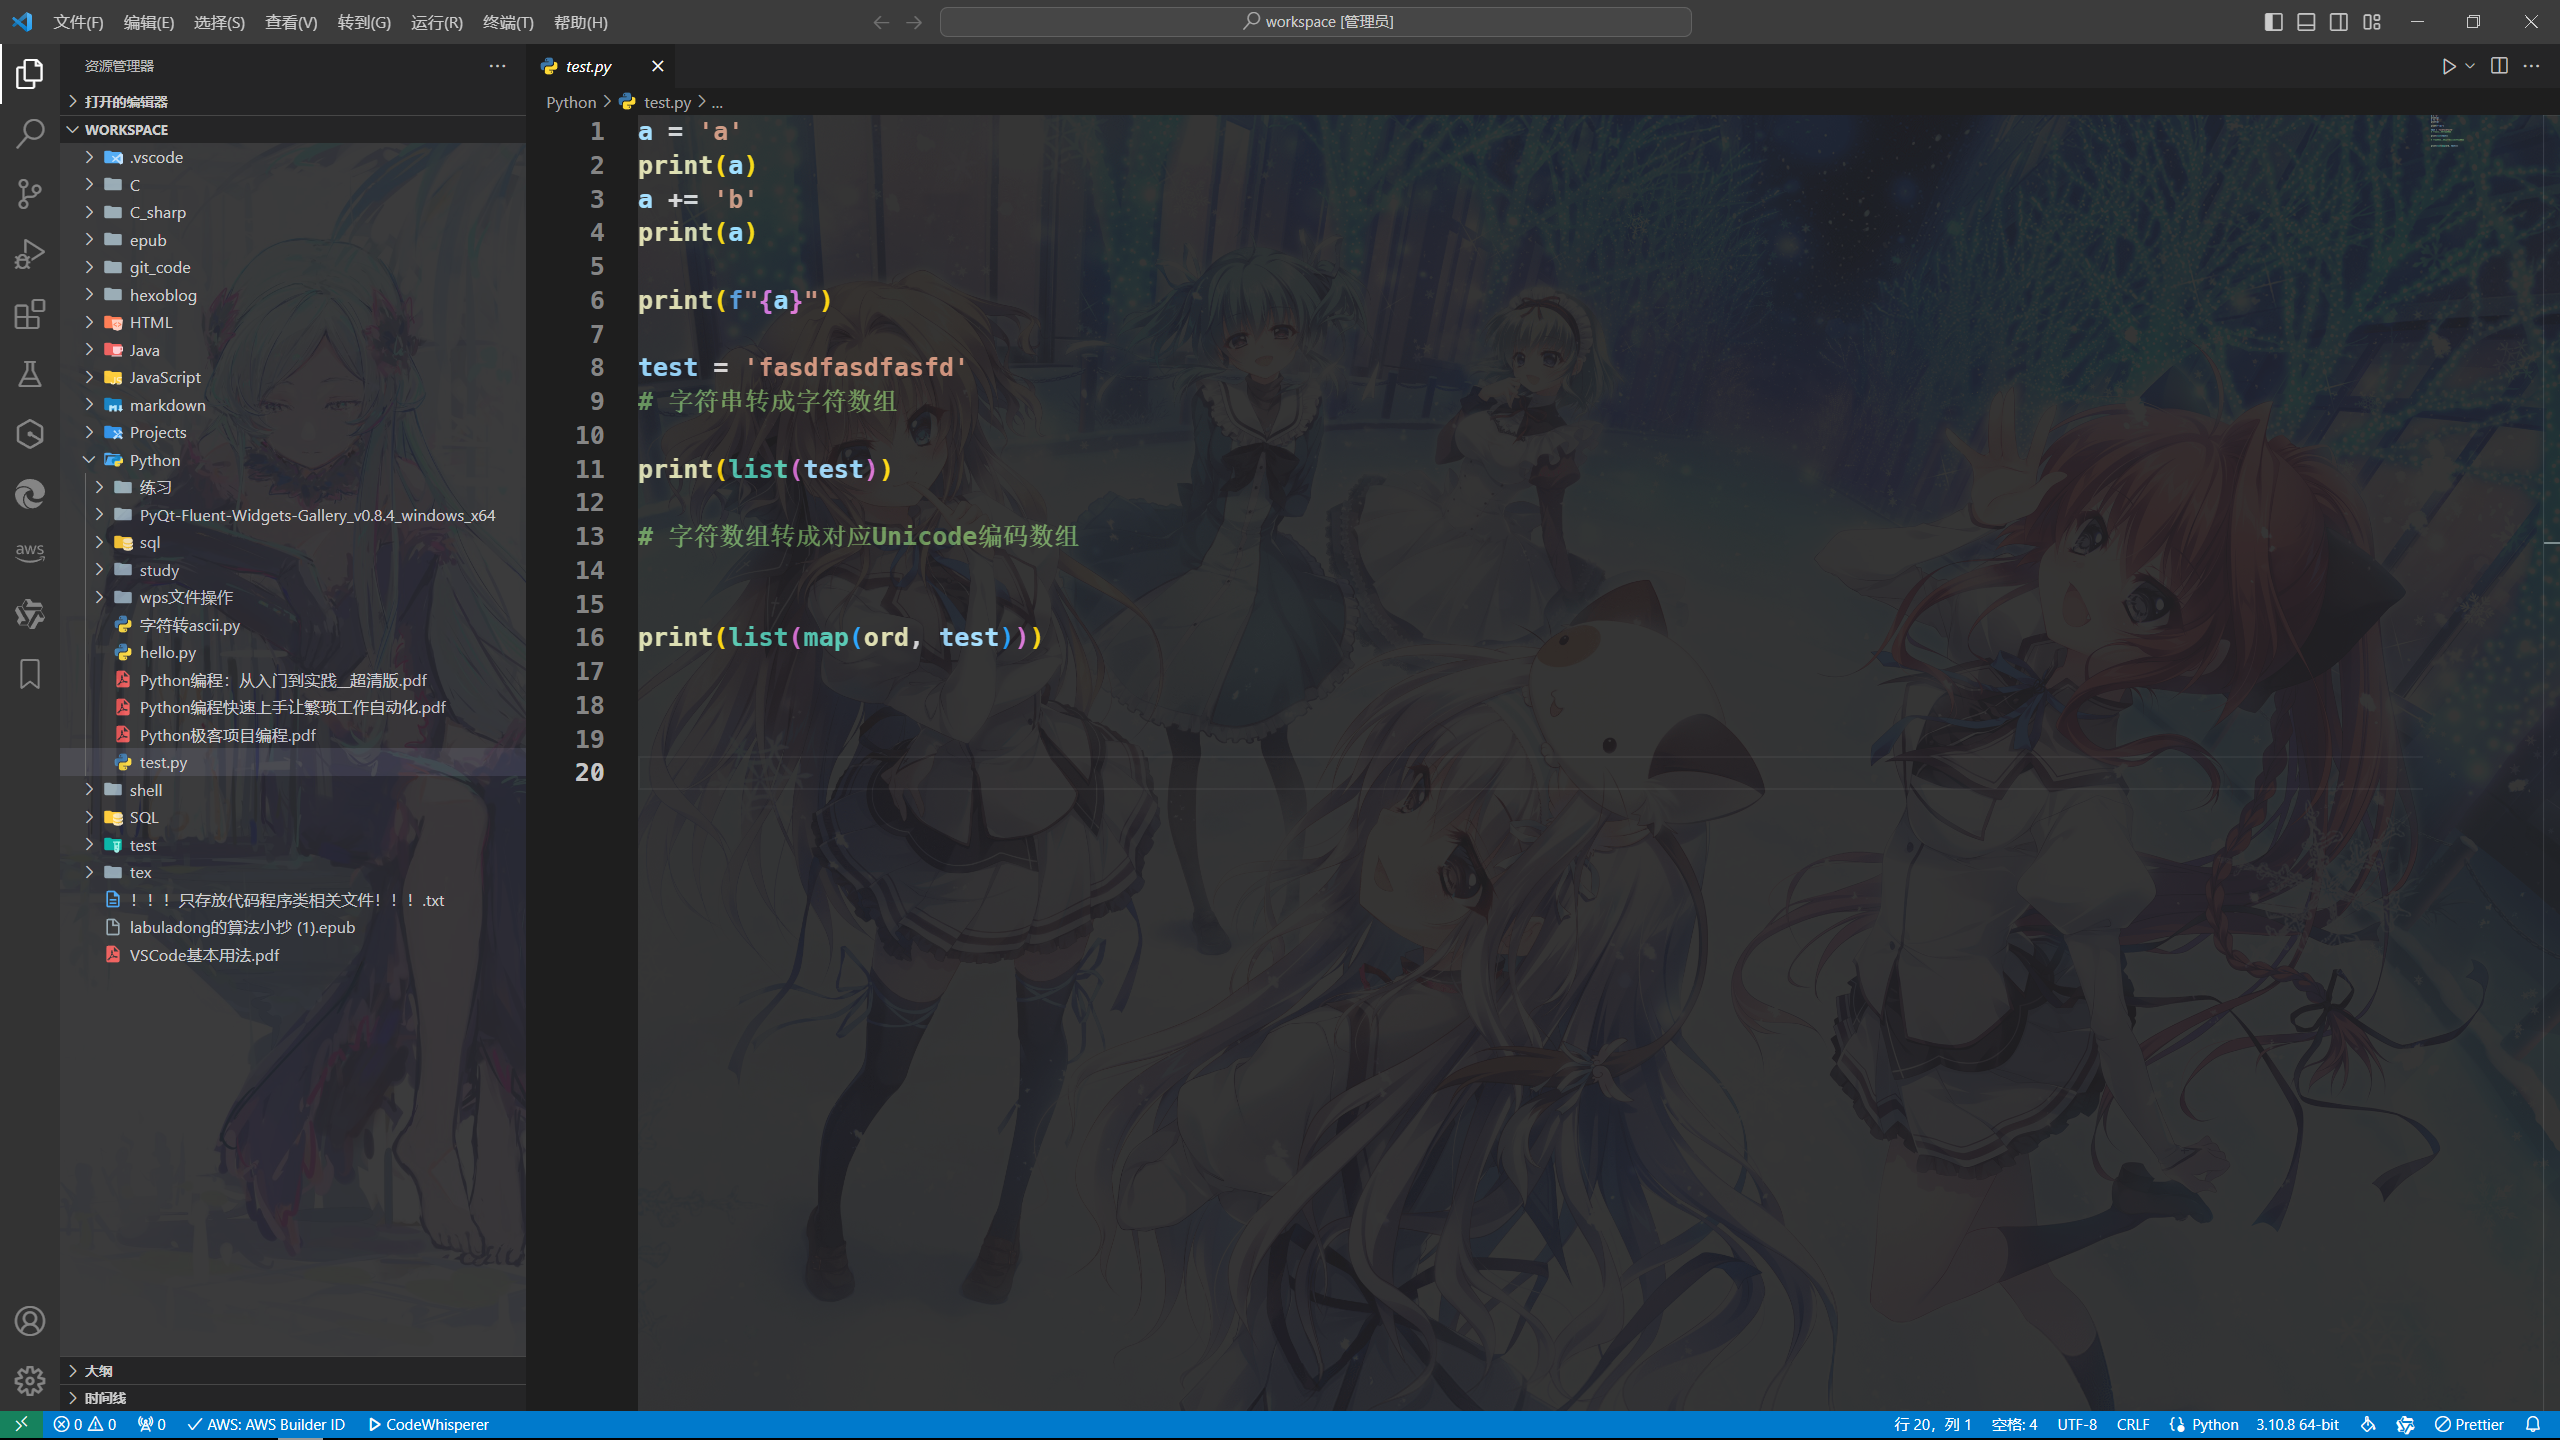 文件(F) 编辑(E) 选择(S) 查看(V) 转到(G) 运行(R) 终端(T) 帮助(H)
workspace [管理员]
资源管理器
打开的编辑器
WORKSPACE
.vscode
C
C_sharp
epub
git_code
hexoblog
HTML
Java
JavaScript
markdown
Projects
Python
练习
PyQt-Fluent-Widgets-Gallery_v0.8.4_windows_x64
sql
study
wps文件操作
字符转ascii.py
hello.py
Python编程：从入门到实践__超清版.pdf
Python编程快速上手让繁琐工作自动化.pdf
Python极客项目编程.pdf
test.py
shell
SQL
test
tex
！！！只存放代码程序类相关文件！！！.txt
labuladong的算法小抄 (1).epub
VSCode基本用法.pdf
大纲
时间线
aws
test.py
Python > test.py > ...
1 a = 'a'
2 print(a)
3 a += 'b'
4 print(a)
5
6 print(f"{a}")
7
8 test = 'fasdfasdfasfd'
9 # 字符串转成字符数组
10
11 print(list(test))
12
13 # 字符数组转成对应Unicode编码数组
14
15
16 print(list(map(ord, test)))
17
18
19
20
0 0 0 AWS: AWS Builder ID CodeWhisperer
行 20，列 1 空格: 4 UTF-8 CRLF Python 3.10.8 64-bit Prettier